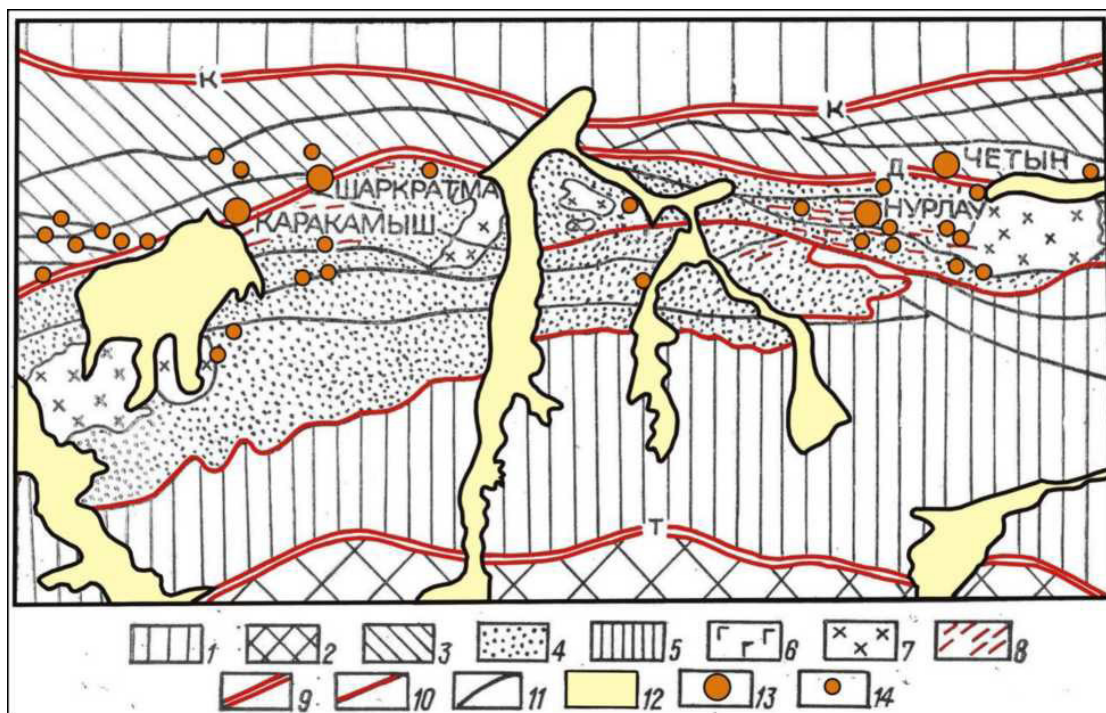 К
К
Д
ЧЕТЫН
ШАРКРАТМА
НУРЛАУ
КАРАКАМЫШ
Т
1 2 3 4 5 6 7 8
9 10 11 12 13 14